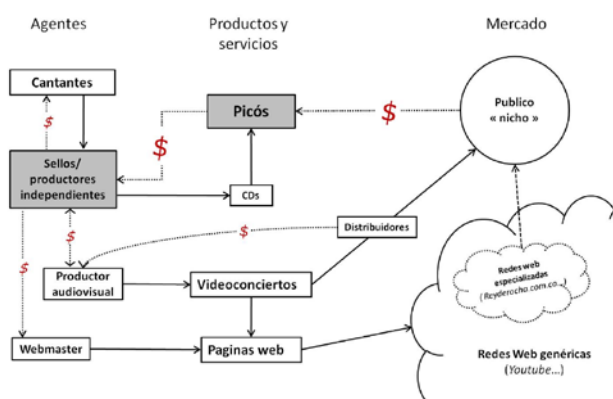 Agentes
Productos y
servicios
Mercado
Cantantes
Picós
Publico
« nicho »
$
$
$
Sellos/
productores
independientes
CDs
Distribuidores
$
$
$
Productor
audiovisual
Videoconciertos
Redes web
especializadas
(Reyderocha.com.co...)
Webmaster
Paginas web
Redes Web genéricas
(Youtube...)